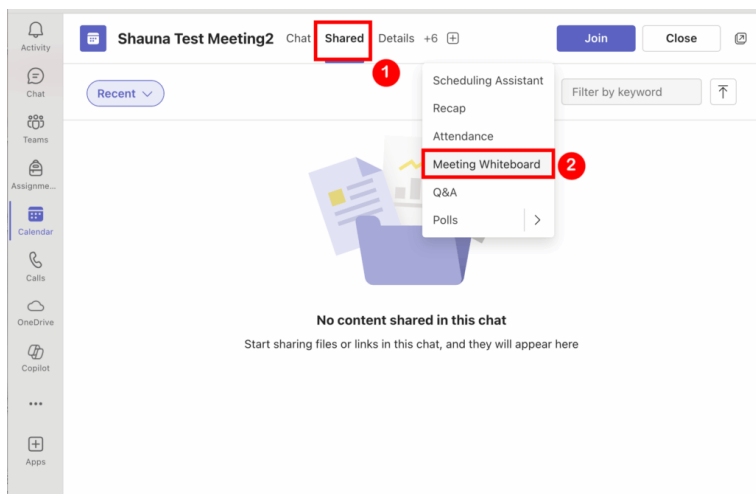 Activity
Chat
Teams
Assignme...
Calendar
Calls
OneDrive
Copilot
Apps
Shauna Test Meeting2 Chat Shared Details +6
Join Close
1
Recent
Filter by keyword
Scheduling Assistant
Recap
Attendance
Meeting Whiteboard
2
Q&A
Polls
No content shared in this chat
Start sharing files or links in this chat, and they will appear here